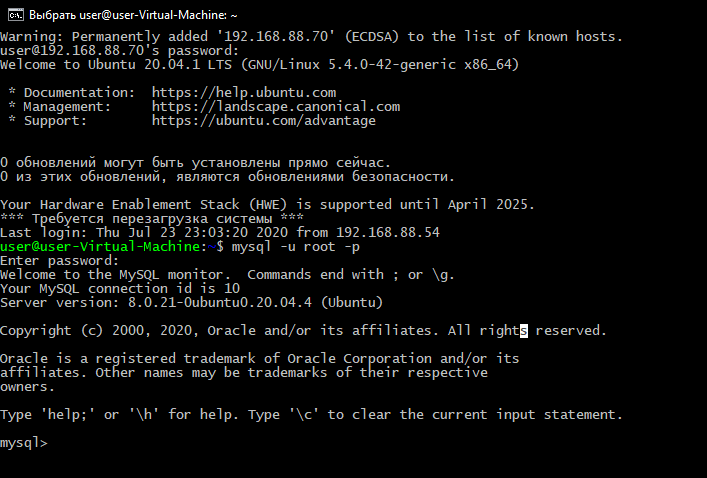 Выбрать user@user-Virtual-Machine: ~
Warning: Permanently added '192.168.88.70' (ECDSA) to the list of known hosts.
user@192.168.88.70's password:
Welcome to Ubuntu 20.04.1 LTS (GNU/Linux 5.4.0-42-generic x86_64)
* Documentation:  https://help.ubuntu.com
* Management:     https://landscape.canonical.com
* Support:        https://ubuntu.com/advantage
0 обновлений могут быть установлены прямо сейчас.
0 из этих обновлений, являются обновлениями безопасности.
Your Hardware Enablement Stack (HWE) is supported until April 2025.
*** Требуется перезагрузка системы ***
Last login: Thu Jul 23 23:03:20 2020 from 192.168.88.54
user@user-Virtual-Machine:~$ mysql -u root -p
Enter password:
Welcome to the MySQL monitor.  Commands end with ; or \g.
Your MySQL connection id is 10
Server version: 8.0.21-0ubuntu0.20.04.4 (Ubuntu)
Copyright (c) 2000, 2020, Oracle and/or its affiliates. All rights reserved.
Oracle is a registered trademark of Oracle Corporation and/or its
affiliates. Other names may be trademarks of their respective
owners.
Type 'help;' or '\h' for help. Type '\c' to clear the current input statement.
mysql>